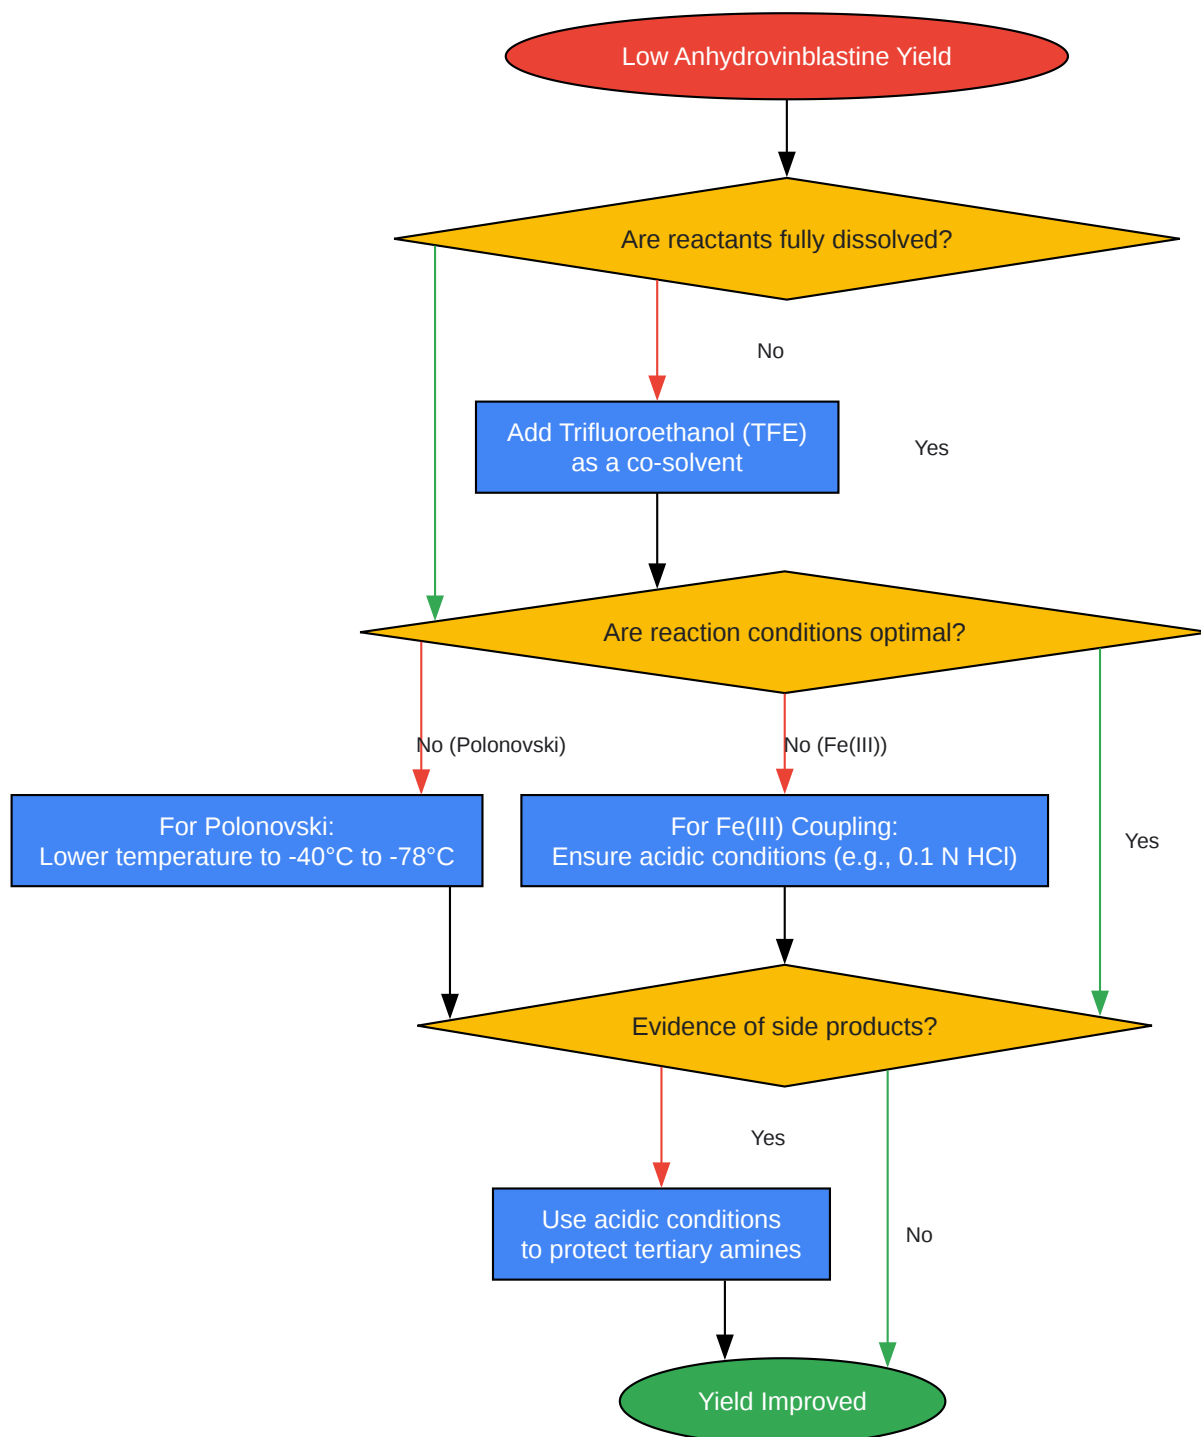 Low Anhydrovinblastine Yield
Are reactants fully dissolved?
No
Add Trifluoroethanol (TFE)
as a co-solvent
Yes
Are reaction conditions optimal?
No (Polonovski)
No (Fe(III))
For Polonovski:
Lower temperature to -40°C to -78°C
For Fe(III) Coupling:
Ensure acidic conditions (e.g., 0.1 N HCl)
Yes
Evidence of side products?
Yes
Use acidic conditions
to protect tertiary amines
No
Yield Improved